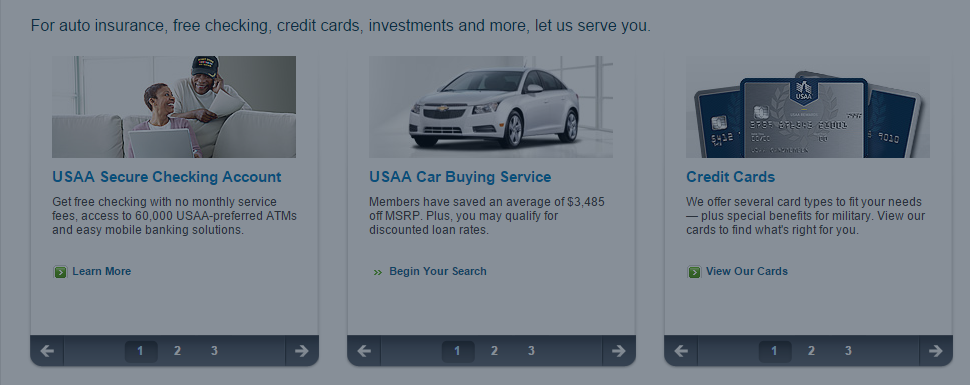 For auto insurance, free checking, credit cards, investments and more, let us serve you.
USAA
USAA Secure Checking Account
Get free checking with no monthly service
fees, access to 60,000 USAA-preferred ATMs
and easy mobile banking solutions.
Learn More
1 2 3
USAA Car Buying Service
Members have saved an average of $3,485
off MSRP. Plus, you may qualify for
discounted loan rates.
Begin Your Search
1 2 3
Credit Cards
We offer several card types to fit your needs
— plus special benefits for military. View our
cards to find what's right for you.
View Our Cards
1 2 3